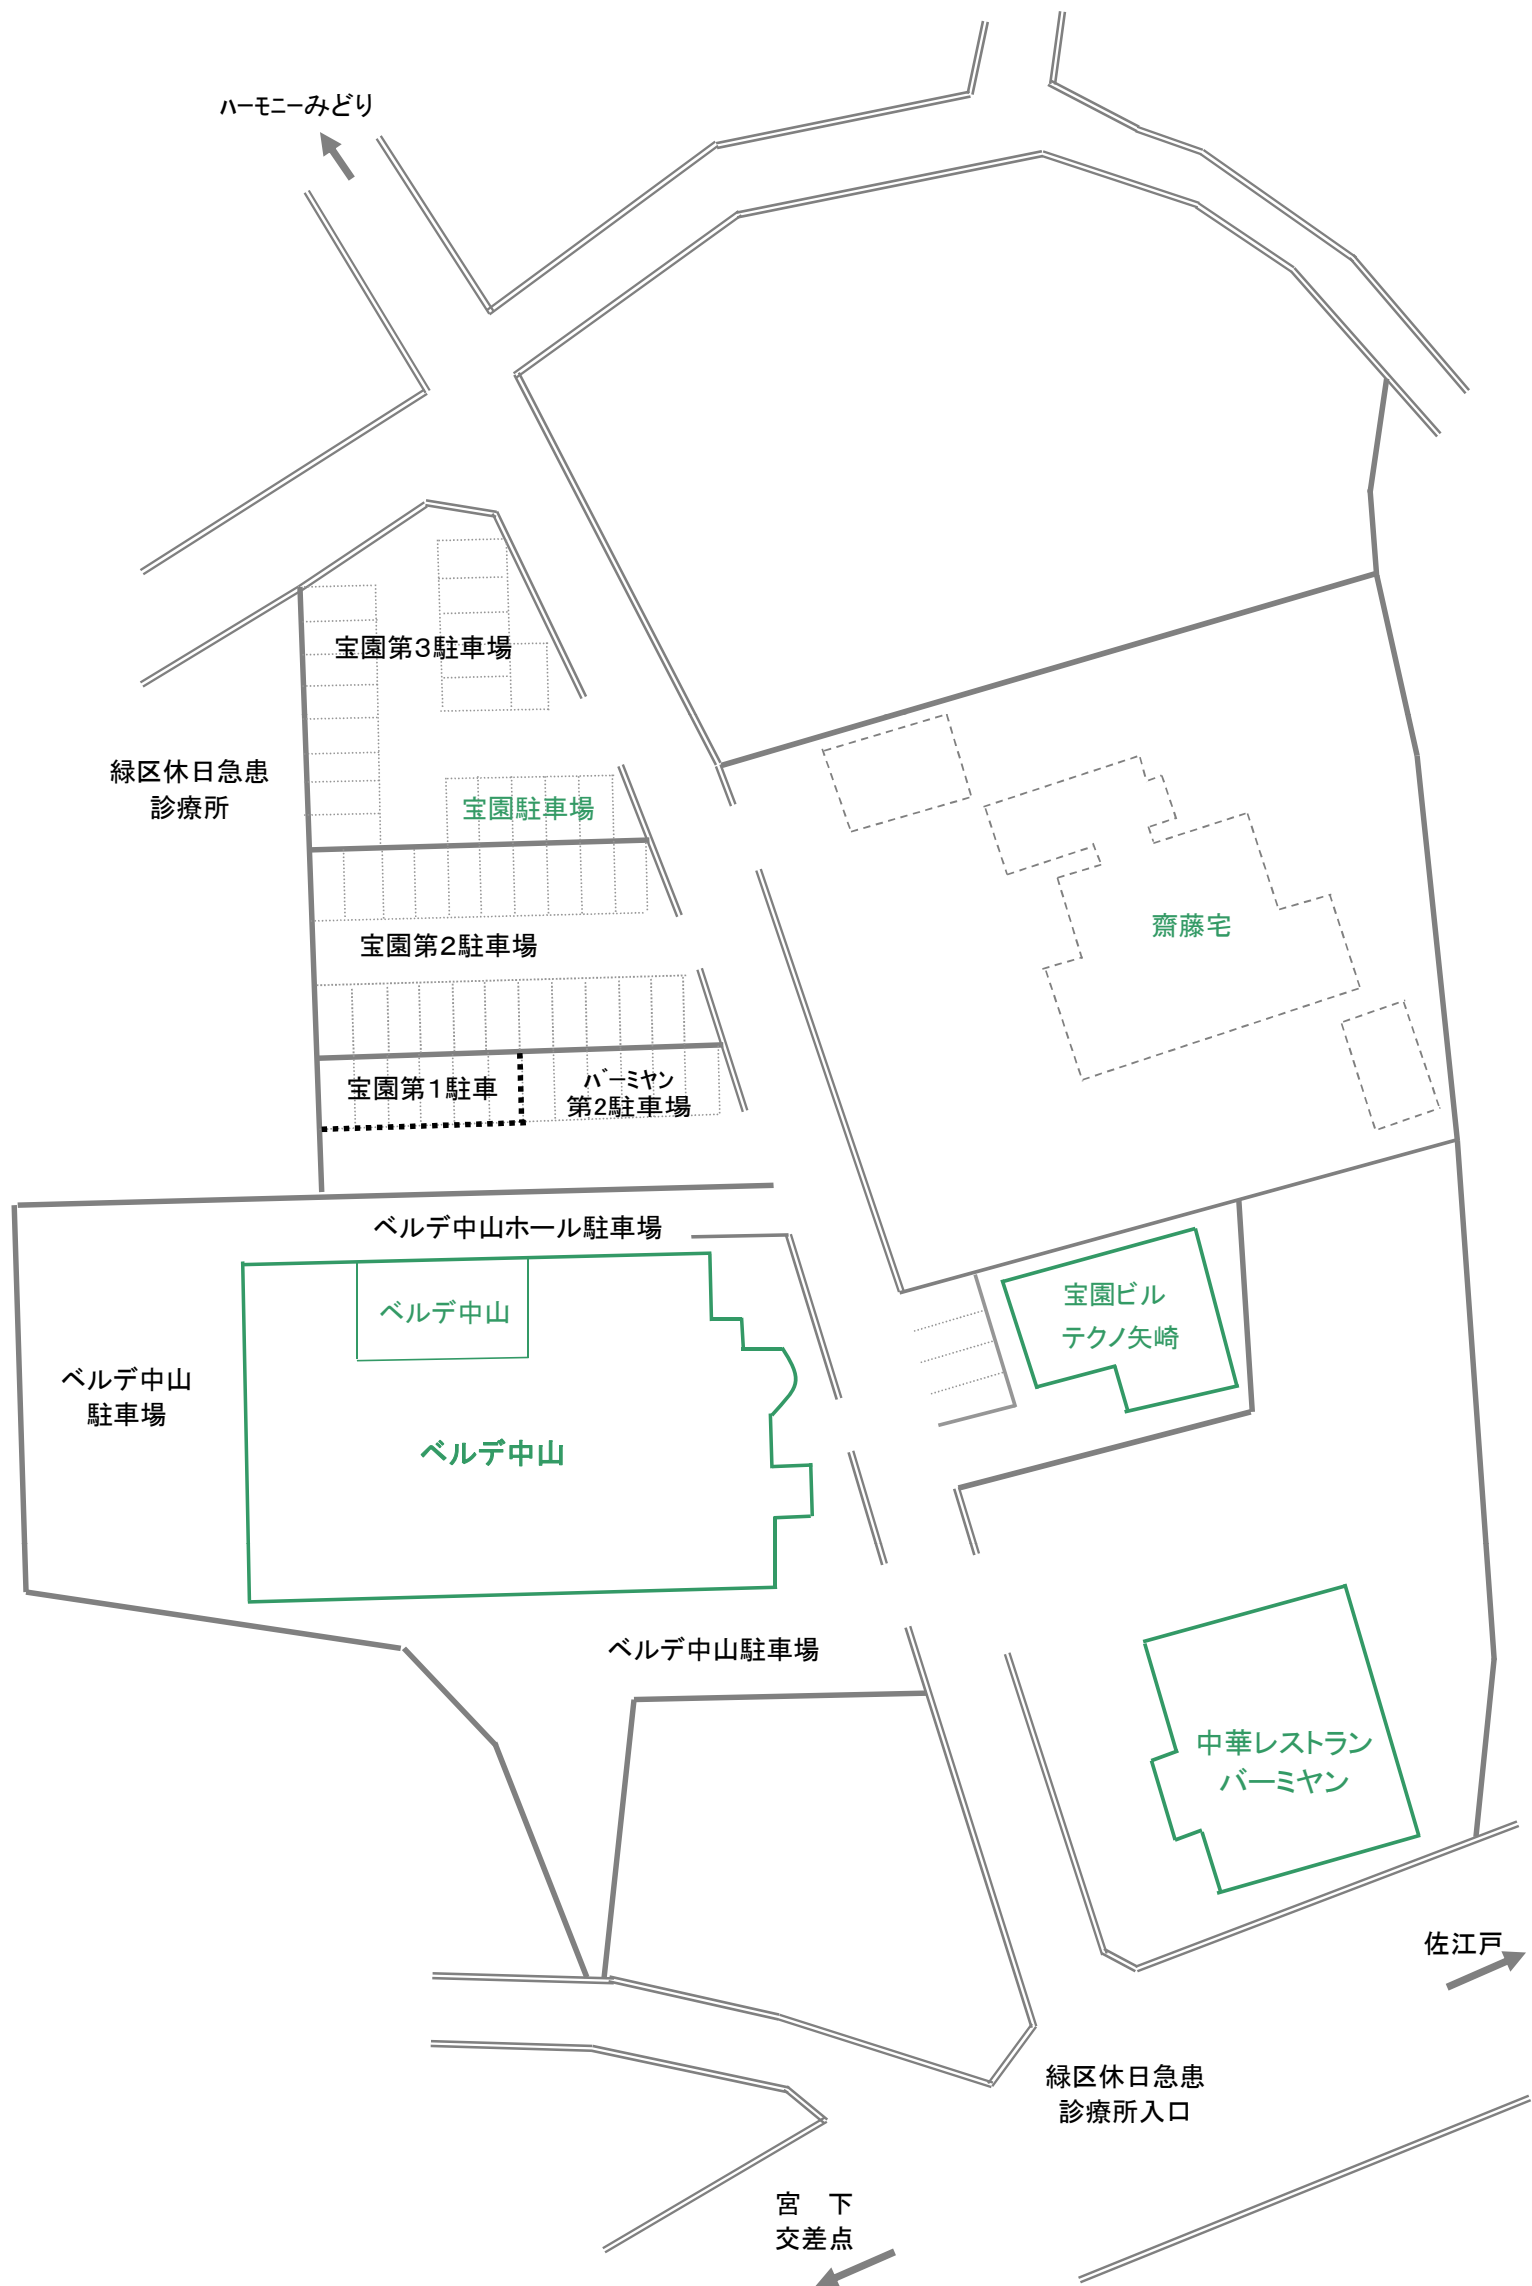 ﾊｰﾓﾆｰみどり
宝園第３駐車場
緑区休日急患
診療所
宝園駐車場
齋藤宅
宝園第２駐車場
宝園第１駐車
ﾊﾞｰﾐﾔﾝ
第2駐車場
ベルデ中山ホール駐車場
ベルデ中山
宝園ビル
テクノ矢崎
ベルデ中山
駐車場
ベルデ中山
ベルデ中山駐車場
中華レストラン
バーミヤン
佐江戸
緑区休日急患
診療所入口
宮　下
交差点